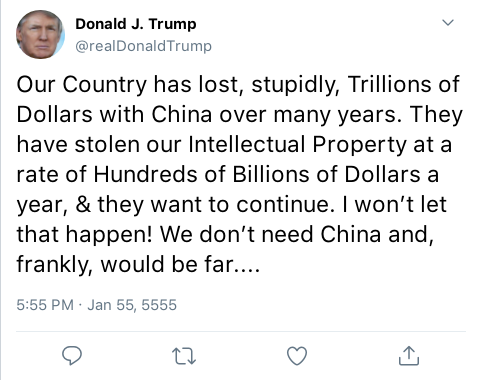 Donald J. Trump
@realDonaldTrump
Our Country has lost, stupidly, Trillions of
Dollars with China over many years. They
have stolen our Intellectual Property at a
rate of Hundreds of Billions of Dollars a
year, & they want to continue. I won’t let
that happen! We don’t need China and,
frankly, would be far....
5:55 PM · Jan 55, 5555